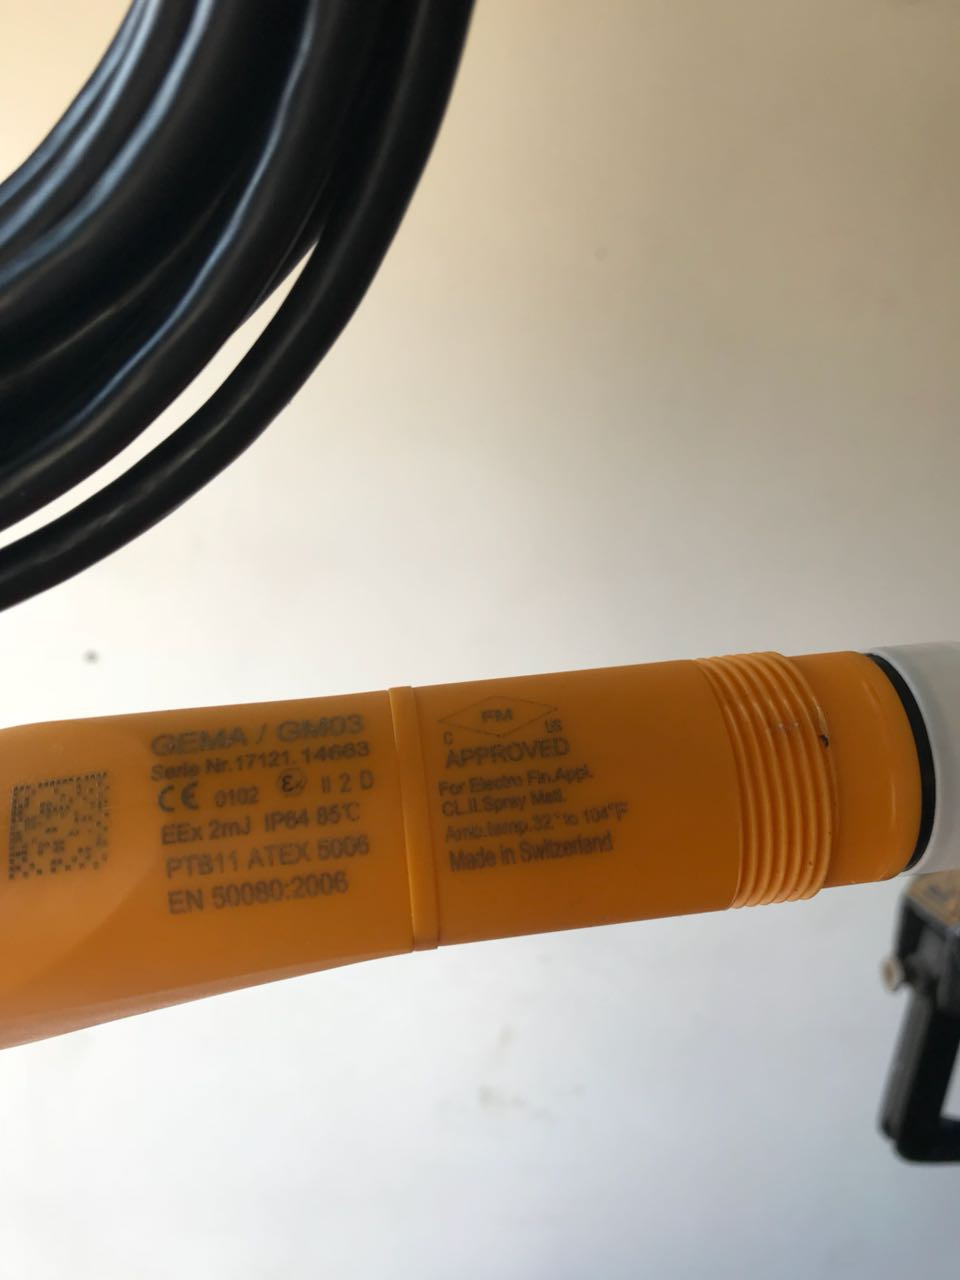 GEMA / GM03
Serie Nr.17121.14663
CE 0102 Ex II 2 D
EEx 2mJ IP64 85°C
PTB11 ATEX 5006
EN 50080:2006
FM
C US
APPROVED
For Electro Fin.Appl.
CL.II.Spray Matl.
Amb.temp.32° to 104°F
Made in Switzerland